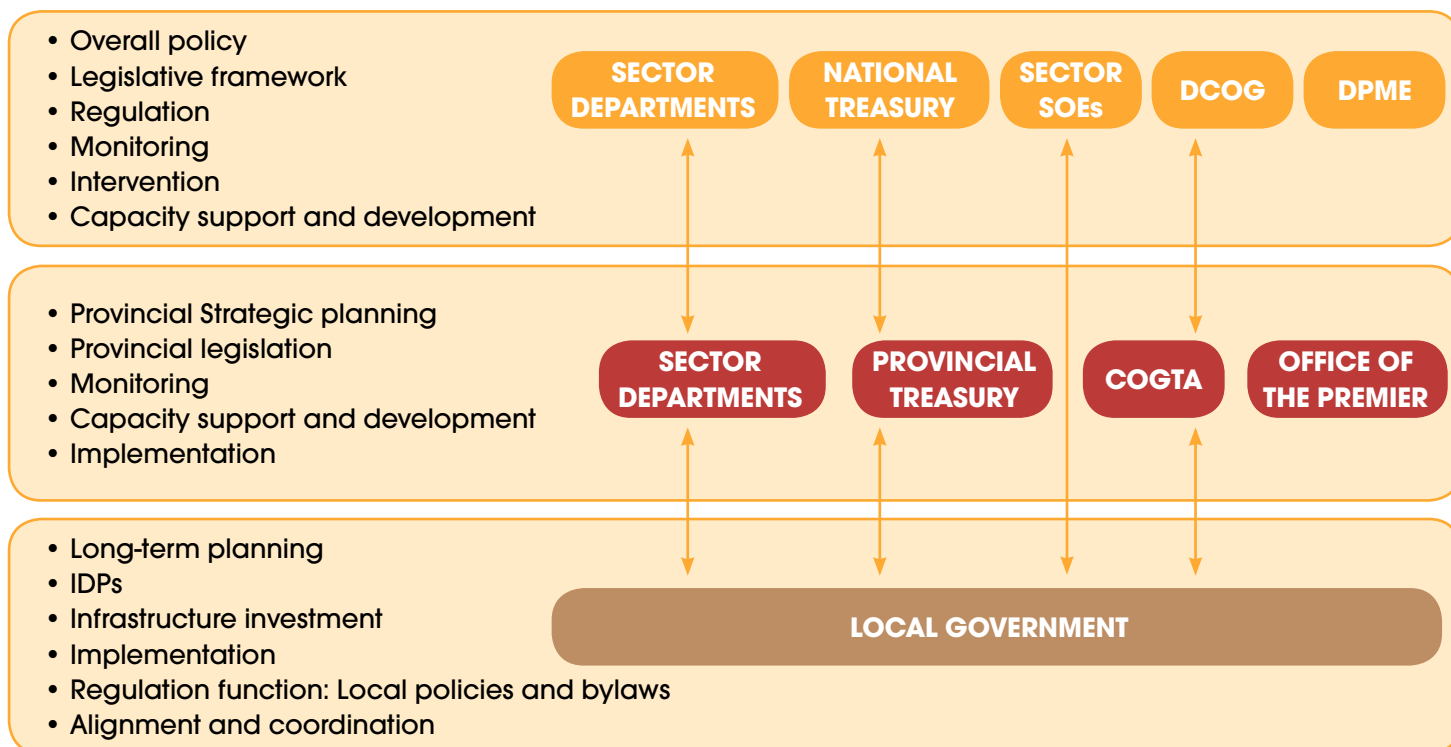 • Overall policy
• Legislative framework
• Regulation
• Monitoring
• Intervention
• Capacity support and development
SECTOR
DEPARTMENTS
NATIONAL
TREASURY
SECTOR
SOEs
DCOG
DPME
• Provincial Strategic planning
• Provincial legislation
• Monitoring
• Capacity support and development
• Implementation
SECTOR
DEPARTMENTS
PROVINCIAL
TREASURY
COGTA
OFFICE OF
THE PREMIER
• Long-term planning
• IDPs
• Infrastructure investment
• Implementation
• Regulation function: Local policies and bylaws
• Alignment and coordination
LOCAL GOVERNMENT